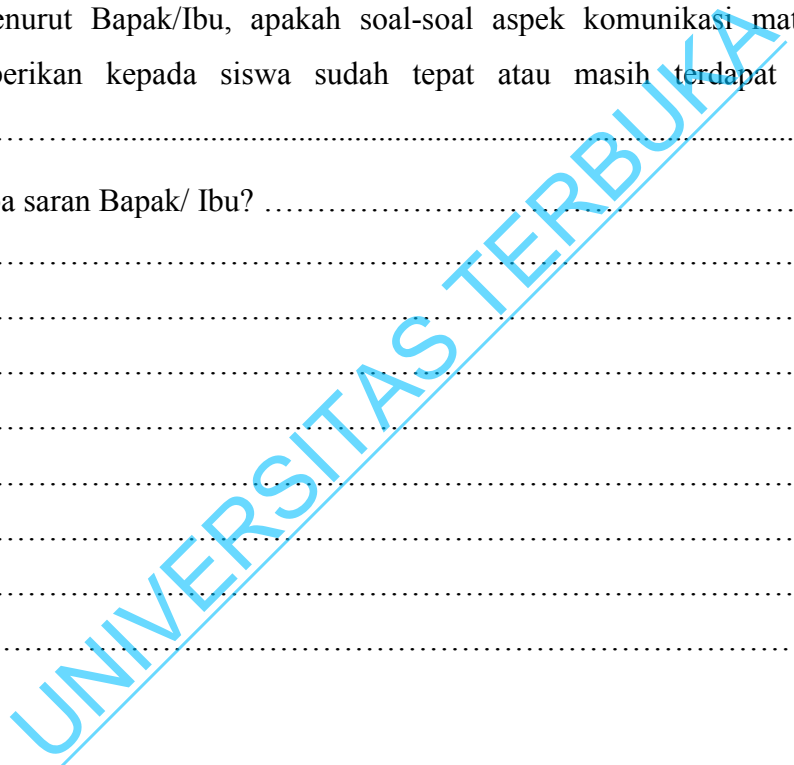 enurut Bapak/Ibu, apakah soal-soal aspek komunikasi mat
berikan kepada siswa sudah tepat atau masih terdapat
a saran Bapak/ Ibu? ........................................................
UNIVERSITAS TERBUKA